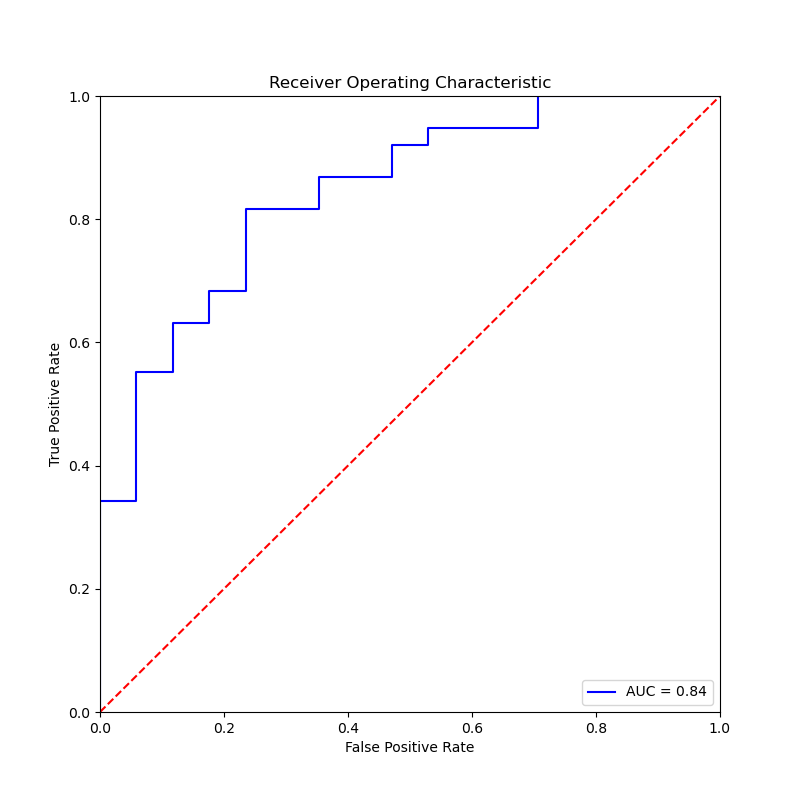 Receiver Operating Characteristic
1.0
0.8
0.6
0.4
0.2
0.0
True Positive Rate
AUC = 0.84
0.0 0.2 0.4 0.6 0.8 1.0
False Positive Rate